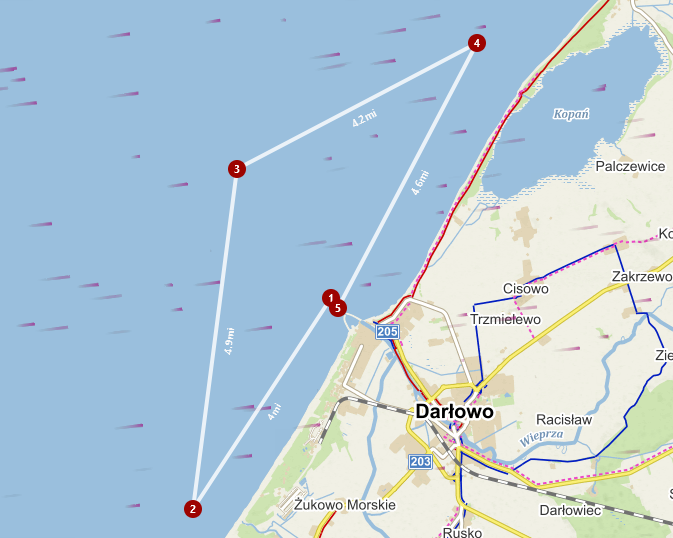 4
4.2mi
Kopań
3
Palczewice
4.6mi
Ko
Zakrzewo
Cisowo
1
5
Trzmielewo
205
4.9mi
Zie
4mi
Darłowo
Racisław
Wieprza
203
2
Żukowo Morskie
Darłowiec
S
Rusko